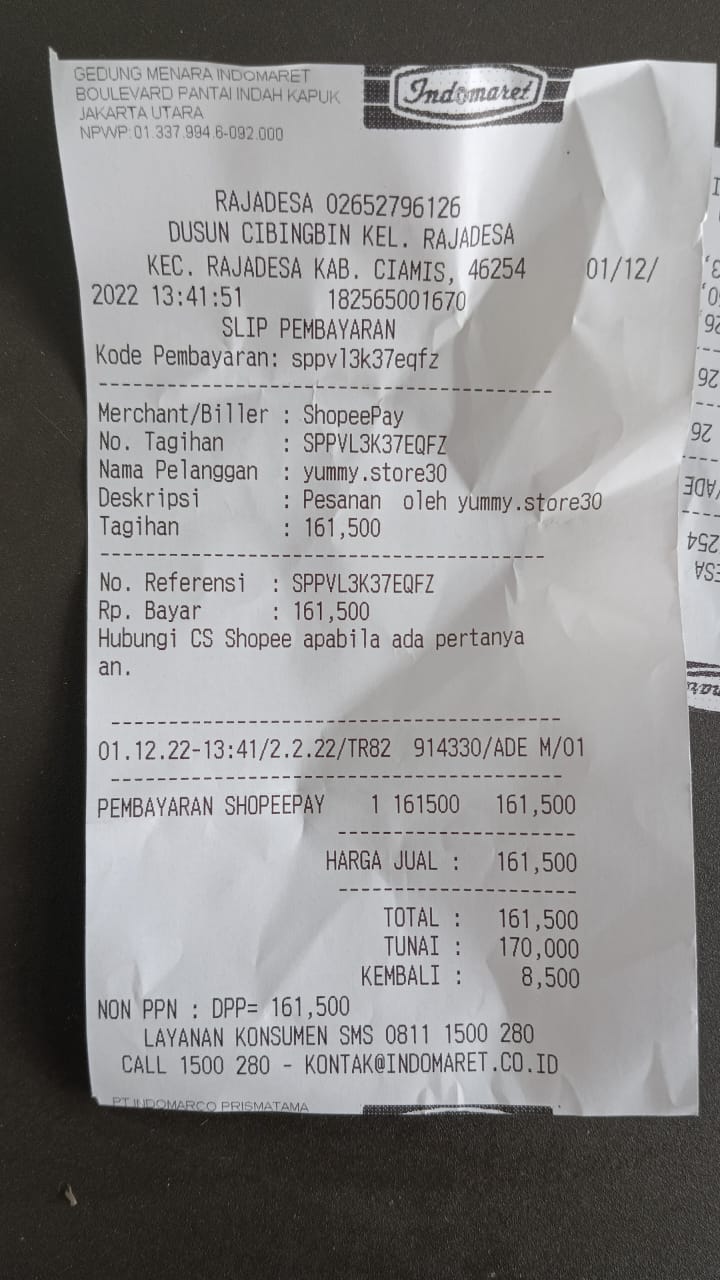 GEDUNG MENARA INDOMARET
BOULEVARD PANTAI INDAH KAPUK
JAKARTA UTARA
NPWP: 01.337.994.6-092.000
Indomaret
RAJADESA 02652796126
DUSUN CIBINGBIN KEL. RAJADESA
KEC. RAJADESA KAB. CIAMIS, 46254 01/12/
2022 13:41:51 182565001670
SLIP PEMBAYARAN
Kode Pembayaran: sppvl3k37eqfz
Merchant/Biller : ShopeePay
No. Tagihan : SPPVL3K37EQFZ
Nama Pelanggan : yummy.store30
Deskripsi : Pesanan oleh yummy.store30
Tagihan : 161,500
No. Referensi : SPPVL3K37EQFZ
Rp. Bayar : 161,500
Hubungi CS Shopee apabila ada pertanya
an.
01.12.22-13:41/2.2.22/TR82 914330/ADE M/01
PEMBAYARAN SHOPEEPAY 1 161500 161,500
HARGA JUAL : 161,500
TOTAL : 161,500
TUNAI : 170,000
KEMBALI : 8,500
NON PPN : DPP= 161,500
LAYANAN KONSUMEN SMS 0811 1500 280
CALL 1500 280 - KONTAK@INDOMARET.CO.ID
PT.INDOMARCO PRISMATAMA
26
26
/ADE
254